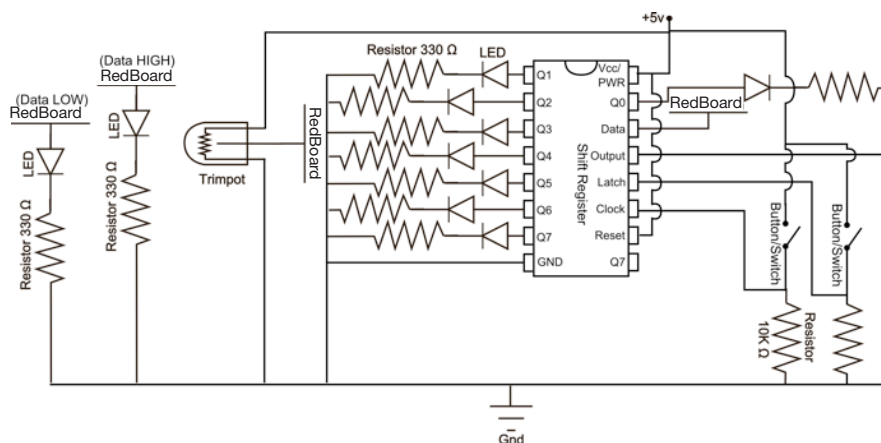 +5v
(Data HIGH)
RedBoard
(Data LOW)
RedBoard
LED
LED
Resistor 330 Ω
Resistor 330 Ω
Trimpot
RedBoard
Resistor 330 Ω
LED
Q1
Q2
Q3
Q4
Q5
Q6
Q7
GND
Shift Register
Vcc/
PWR
Q0
Data
Output
Latch
Clock
Reset
Q7
RedBoard
Button/Switch
Button/Switch
Resistor
10K Ω
Gnd